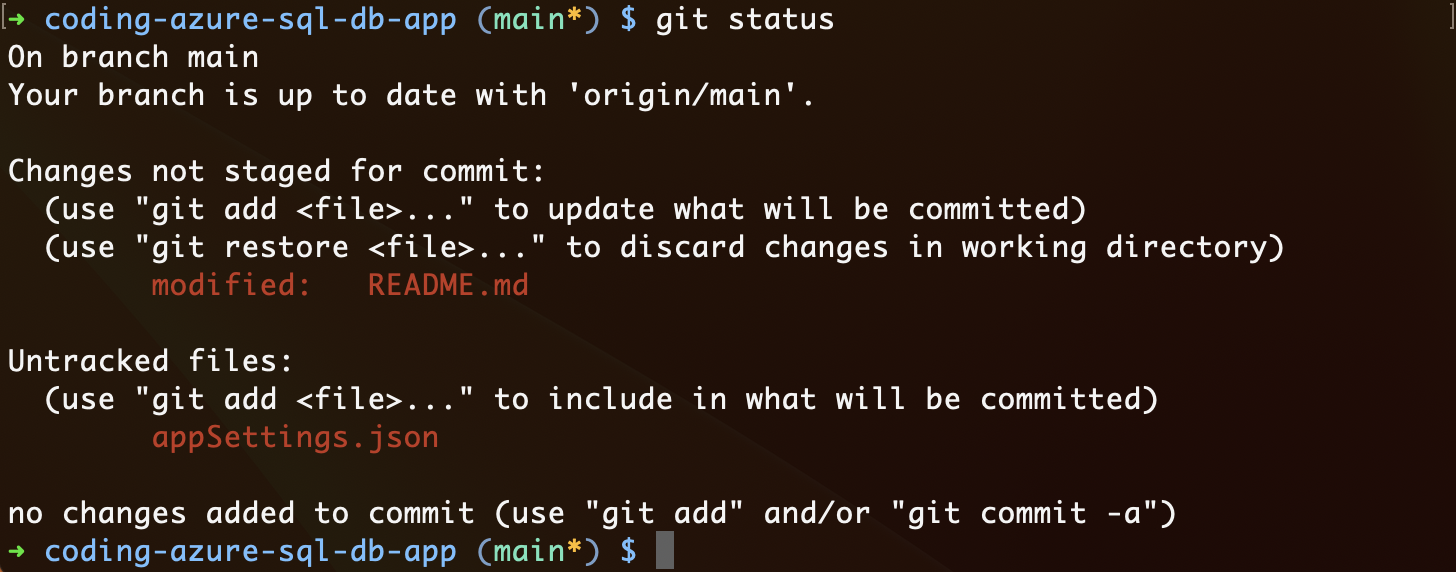 ➜ coding-azure-sql-db-app (main*) $ git status
On branch main
Your branch is up to date with 'origin/main'.

Changes not staged for commit:
  (use "git add <file>..." to update what will be committed)
  (use "git restore <file>..." to discard changes in working directory)
        modified:   README.md

Untracked files:
  (use "git add <file>..." to include in what will be committed)
        appSettings.json

no changes added to commit (use "git add" and/or "git commit -a")
➜ coding-azure-sql-db-app (main*) $